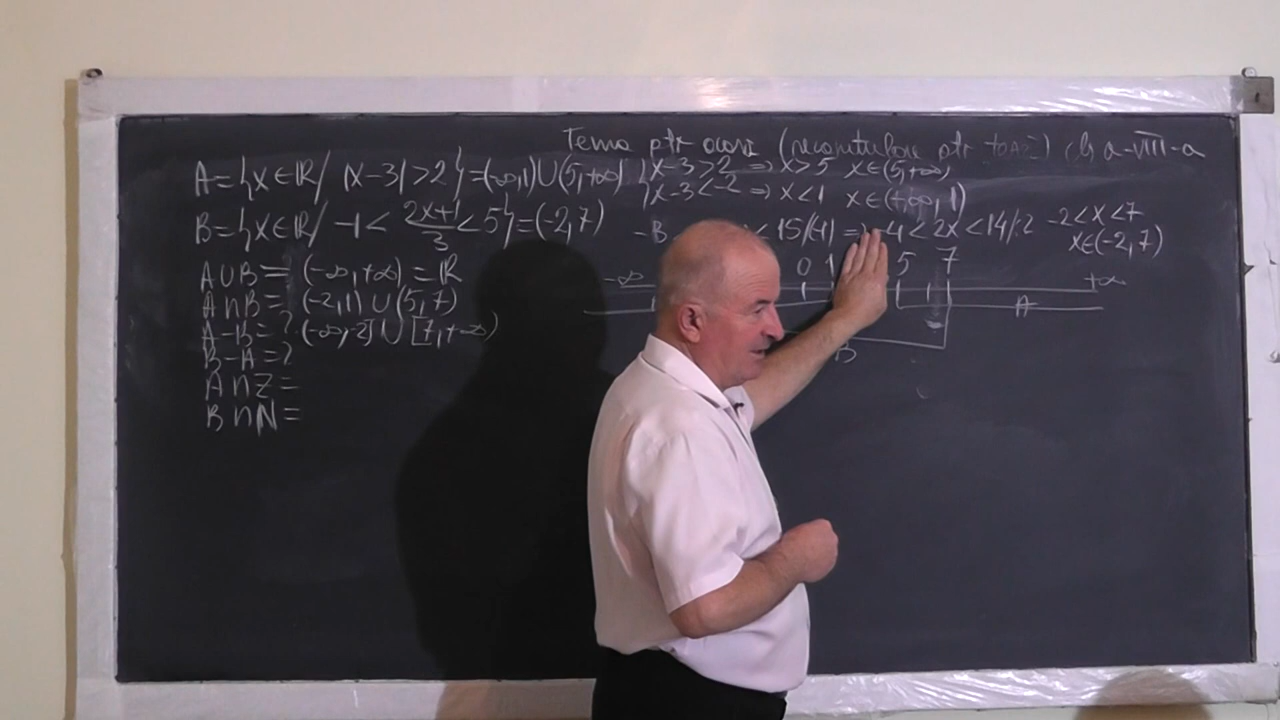 Tema ptr acasă (recapitulare ptr toate) cls a-VIII-a
A={x∈ℝ/ |x-3|>2}=(-∞,1)∪(5,+∞) {x-3>2 ⇒ x>5 x∈(5,+∞)
{x-3<-2 ⇒ x<1 x∈(-∞,1)
B={x∈ℝ/ -1< (2x+1)/3 <5}=(-2,7) <15/(-1) ⇒ -4<2x<14/:2 -2<x<7
x∈(-2,7)
A∪B= (-∞,+∞) =ℝ
-∞ 0 1 5 7 +∞
A∩B= (-2,1) ∪ (5,7) A
A-B=? (-∞,-2] ∪ [7,+∞)
B-A=? B
A∩Z=
B∩ℕ=